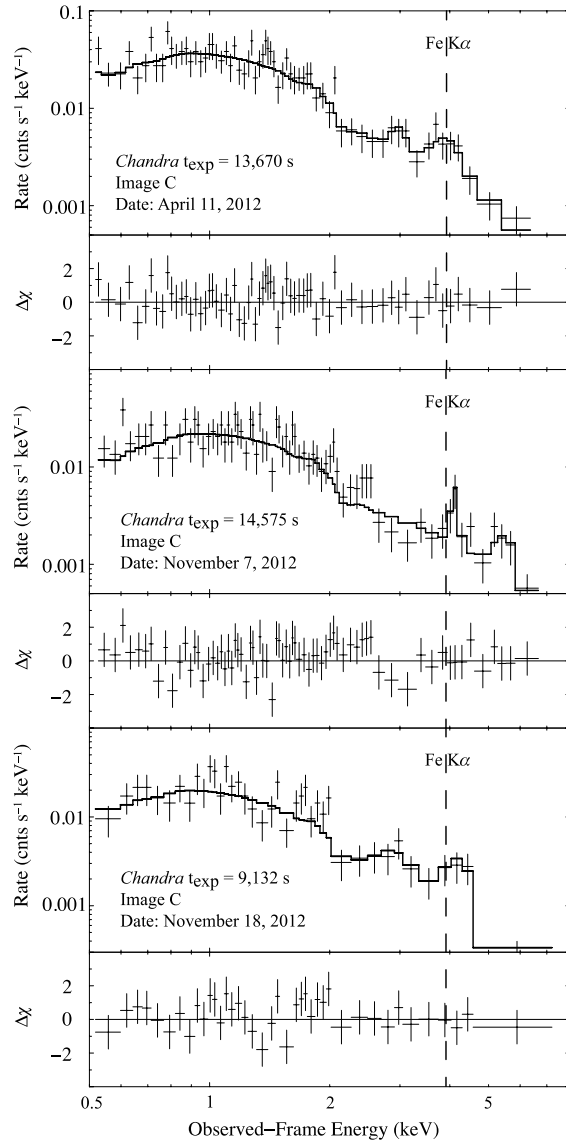 Fe Kα
0.1
0.01
0.001
Rate (cnts s⁻¹ keV⁻¹)
Chandra t_exp = 13,670 s
Image C
Date: April 11, 2012
2
0
−2
Δχ
Fe Kα
0.01
0.001
Rate (cnts s⁻¹ keV⁻¹)
Chandra t_exp = 14,575 s
Image C
Date: November 7, 2012
2
0
−2
Δχ
Fe Kα
0.01
0.001
Rate (cnts s⁻¹ keV⁻¹)
Chandra t_exp = 9,132 s
Image C
Date: November 18, 2012
2
0
−2
Δχ
0.5 1 2 5
Observed−Frame Energy (keV)